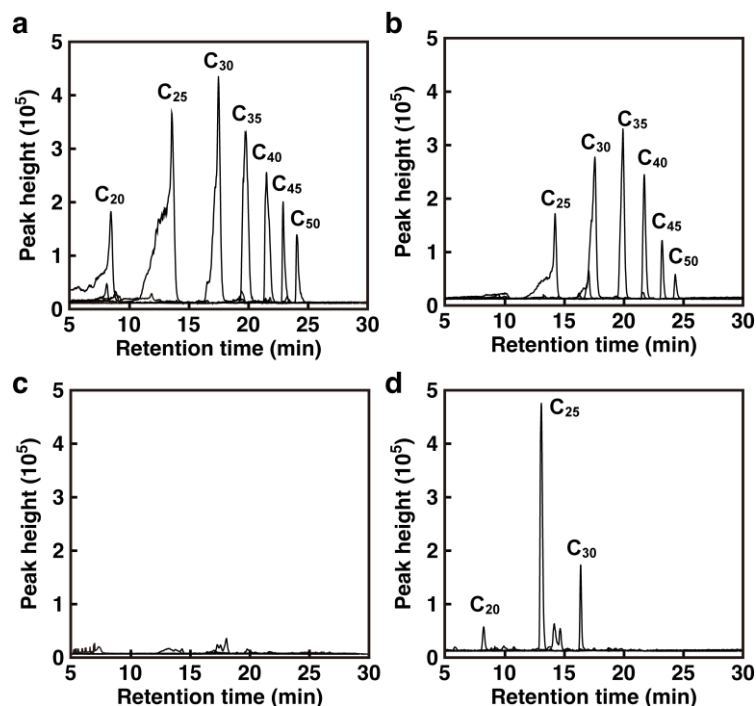 a
Peak height (10⁵)
5
4
3
2
1
0
C₂₀
C₂₅
C₃₀
C₃₅
C₄₀
C₄₅
C₅₀
5 10 15 20 25 30
Retention time (min)
b
Peak height (10⁵)
5
4
3
2
1
0
C₂₅
C₃₀
C₃₅
C₄₀
C₄₅
C₅₀
5 10 15 20 25 30
Retention time (min)
c
Peak height (10⁵)
5
4
3
2
1
0
5 10 15 20 25 30
Retention time (min)
d
Peak height (10⁵)
5
4
3
2
1
0
C₂₀
C₂₅
C₃₀
5 10 15 20 25 30
Retention time (min)